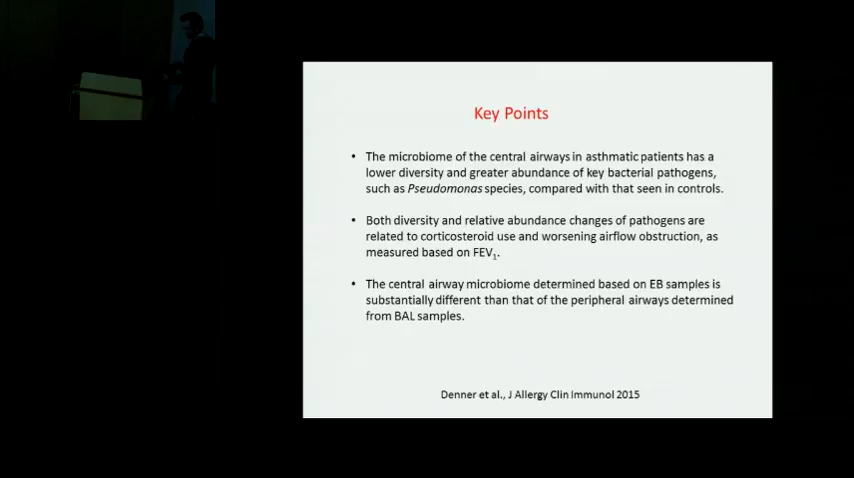 Key Points
• The microbiome of the central airways in asthmatic patients has a
lower diversity and greater abundance of key bacterial pathogens,
such as Pseudomonas species, compared with that seen in controls.
• Both diversity and relative abundance changes of pathogens are
related to corticosteroid use and worsening airflow obstruction, as
measured based on FEV₁.
• The central airway microbiome determined based on EB samples is
substantially different than that of the peripheral airways determined
from BAL samples.
Denner et al., J Allergy Clin Immunol 2015